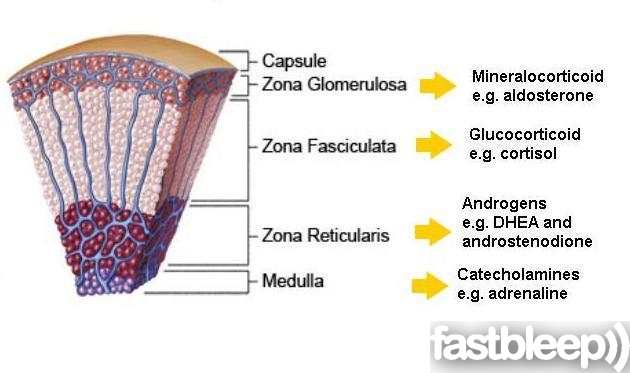 Capsule
Zona Glomerulosa
Mineralocorticoid
e.g. aldosterone
Zona Fasciculata
Glucocorticoid
e.g. cortisol
Zona Reticularis
Androgens
e.g. DHEA and
androstenodione
Medulla
Catecholamines
e.g. adrenaline
fastbleep